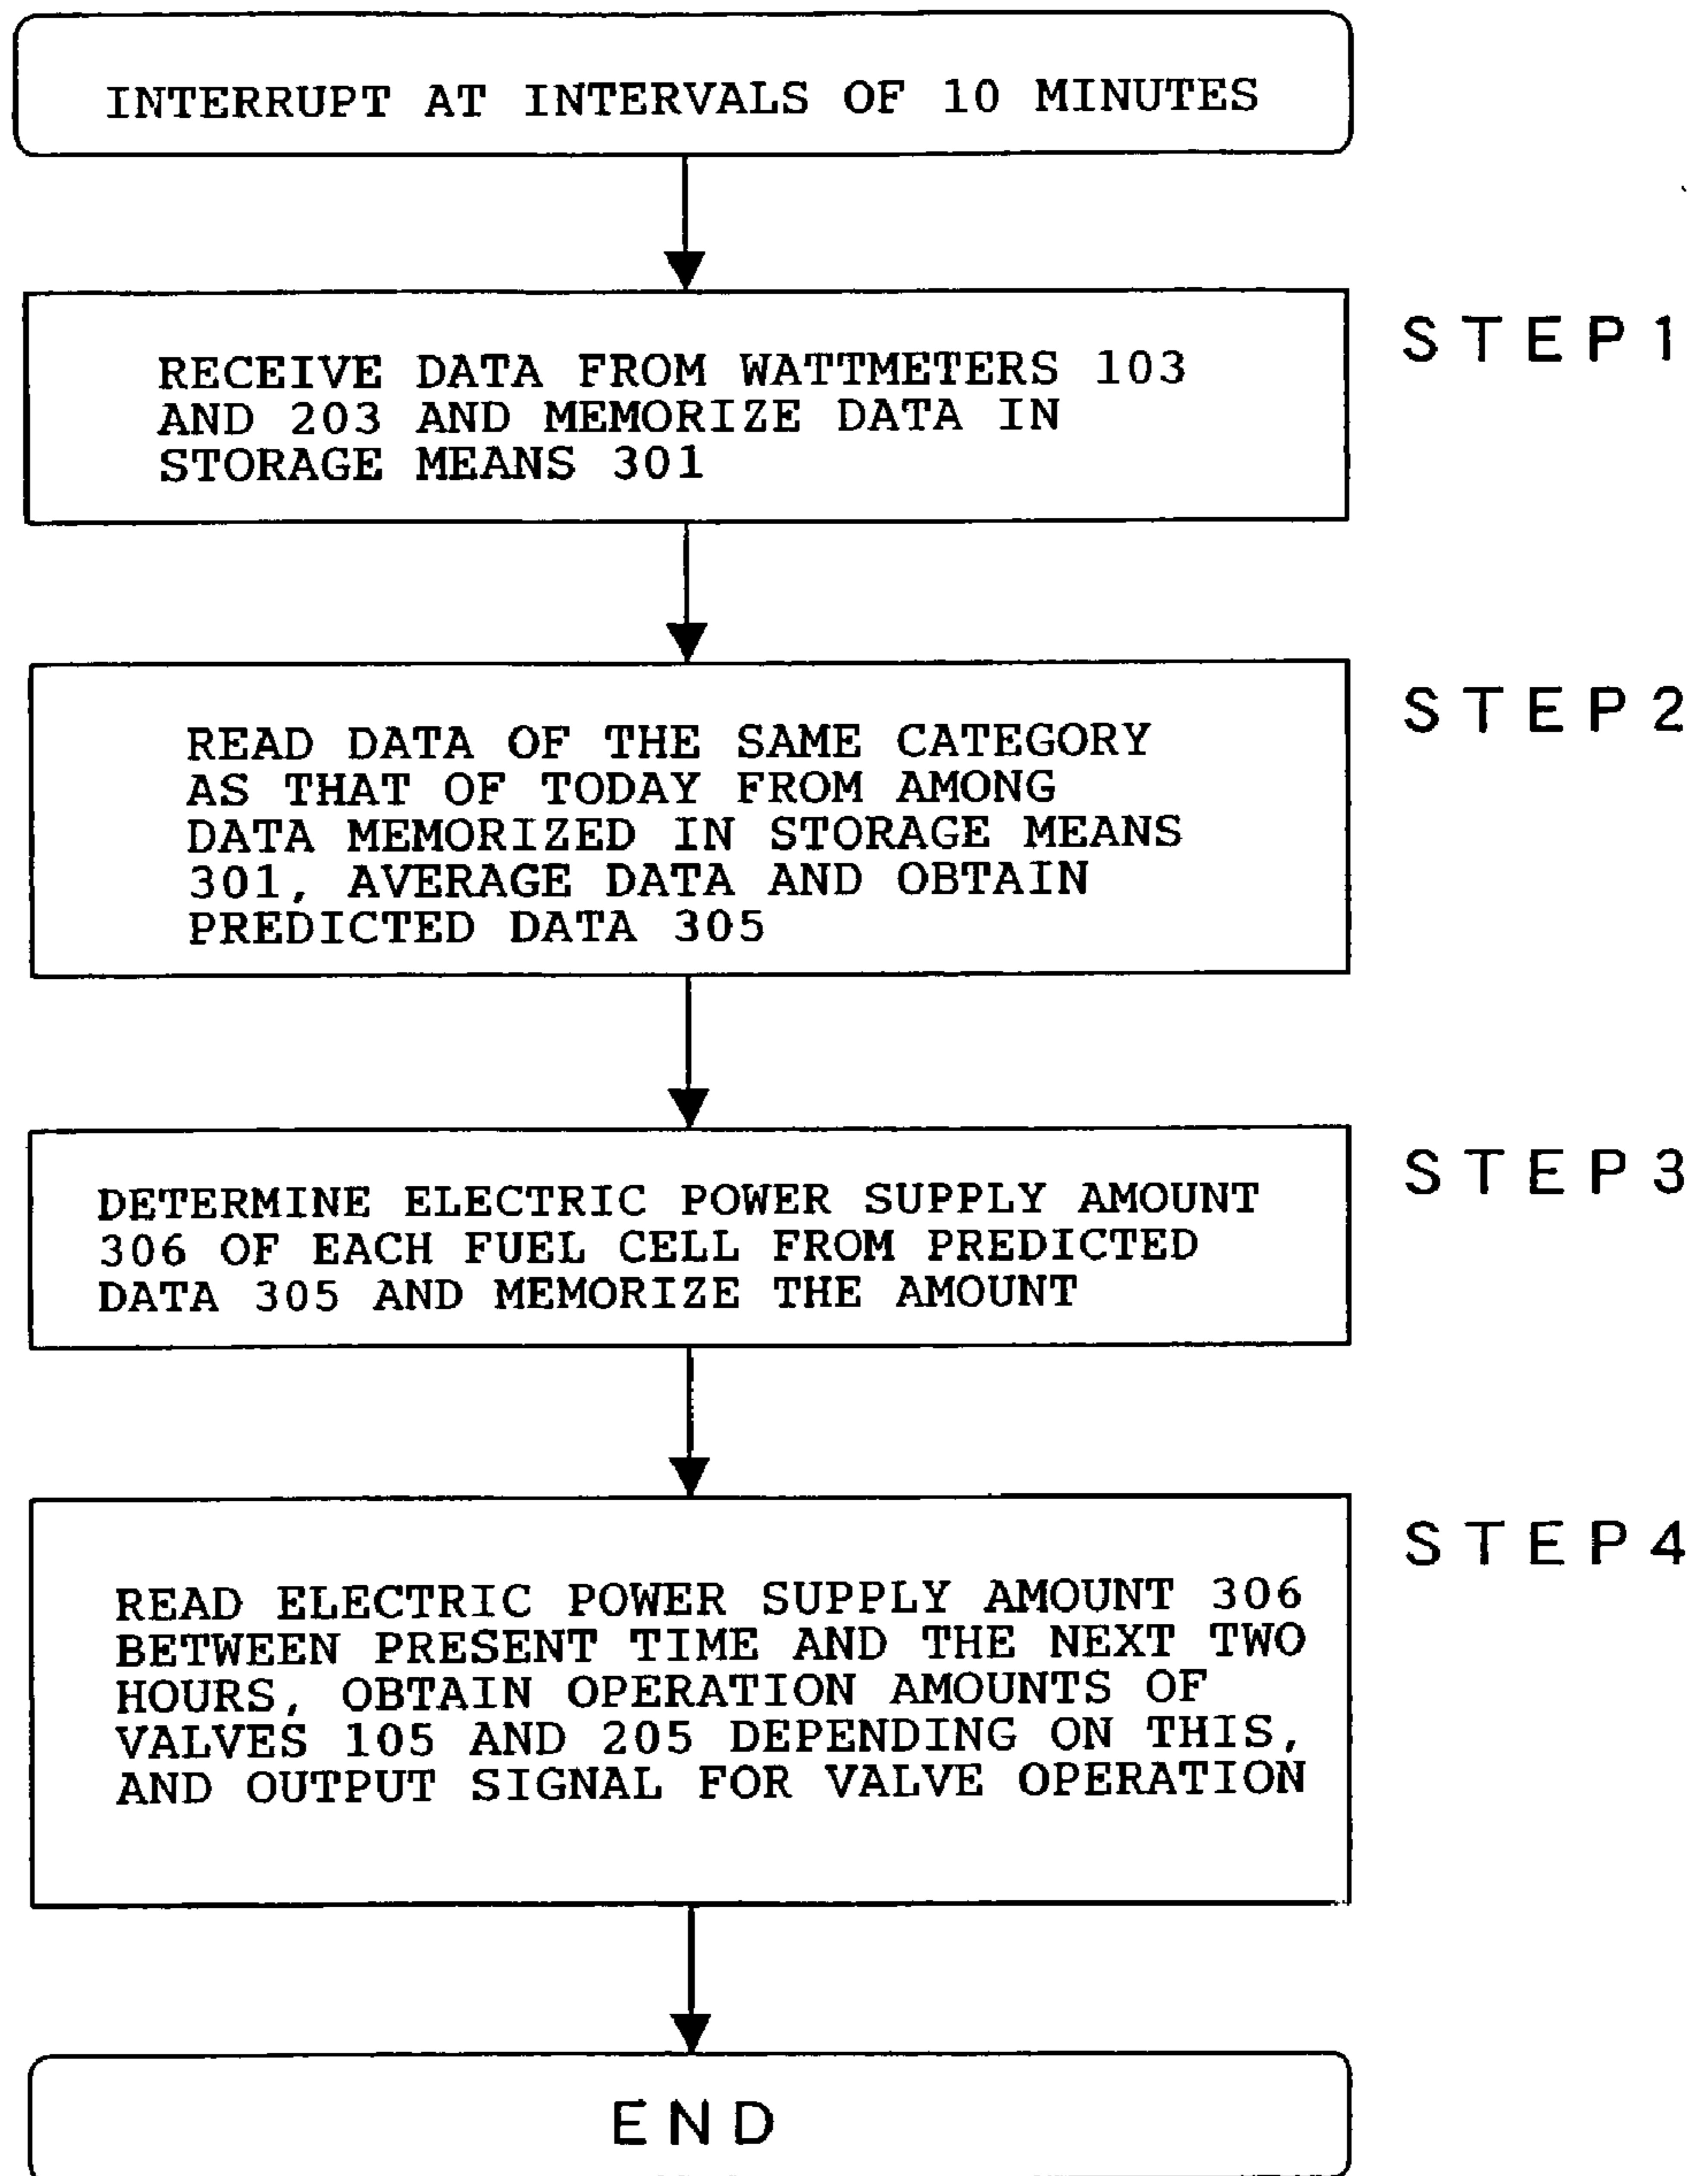 INTERRUPT AT INTERVALS OF 10 MINUTES
STEP1
RECEIVE DATA FROM WATTMETERS 103
AND 203 AND MEMORIZE DATA IN
STORAGE MEANS 301
STEP2
READ DATA OF THE SAME CATEGORY
AS THAT OF TODAY FROM AMONG
DATA MEMORIZED IN STORAGE MEANS
301, AVERAGE DATA AND OBTAIN
PREDICTED DATA 305
STEP3
DETERMINE ELECTRIC POWER SUPPLY AMOUNT
306 OF EACH FUEL CELL FROM PREDICTED
DATA 305 AND MEMORIZE THE AMOUNT
STEP4
READ ELECTRIC POWER SUPPLY AMOUNT 306
BETWEEN PRESENT TIME AND THE NEXT TWO
HOURS, OBTAIN OPERATION AMOUNTS OF
VALVES 105 AND 205 DEPENDING ON THIS,
AND OUTPUT SIGNAL FOR VALVE OPERATION
END